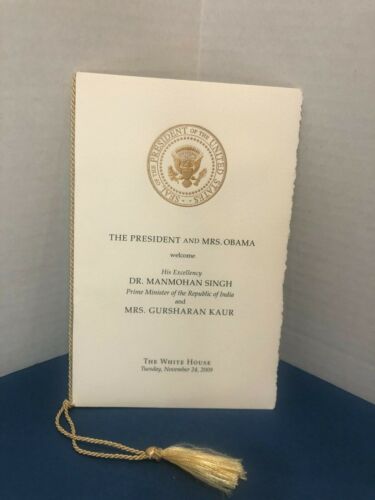 SEAL OF THE PRESIDENT OF THE UNITED STATES
THE PRESIDENT AND MRS. OBAMA
welcome
His Excellency
DR. MANMOHAN SINGH
Prime Minister of the Republic of India
and
MRS. GURSHARAN KAUR
THE WHITE HOUSE
Tuesday, November 24, 2009